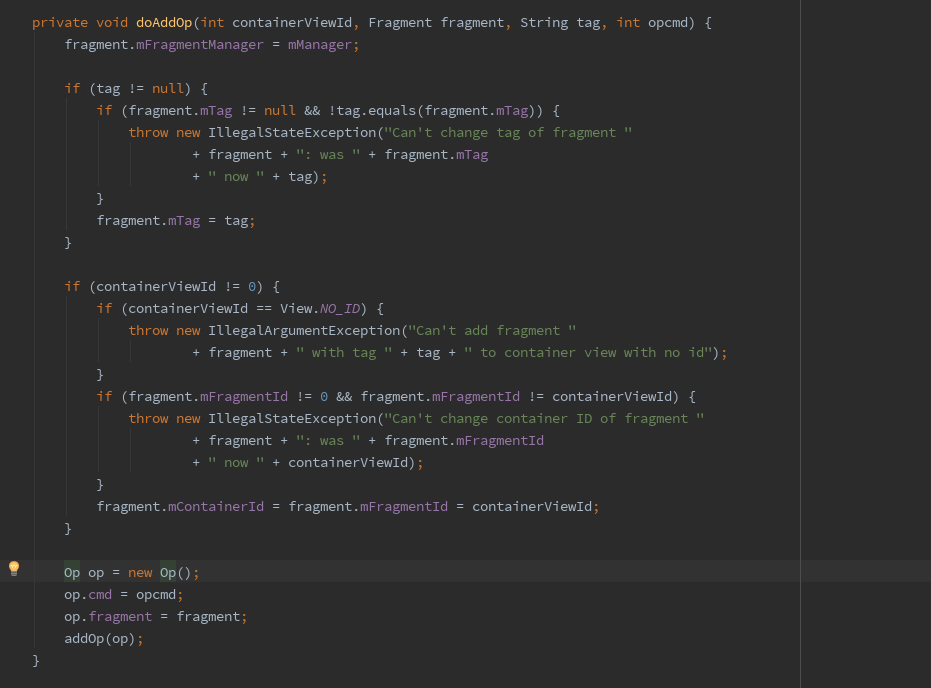 private void doAddOp(int containerViewId, Fragment fragment, String tag, int opcmd) {
    fragment.mFragmentManager = mManager;

    if (tag != null) {
        if (fragment.mTag != null && !tag.equals(fragment.mTag)) {
            throw new IllegalStateException("Can't change tag of fragment "
                    + fragment + ": was " + fragment.mTag
                    + " now " + tag);
        }
        fragment.mTag = tag;
    }

    if (containerViewId != 0) {
        if (containerViewId == View.NO_ID) {
            throw new IllegalArgumentException("Can't add fragment "
                    + fragment + " with tag " + tag + " to container view with no id");
        }
        if (fragment.mFragmentId != 0 && fragment.mFragmentId != containerViewId) {
            throw new IllegalStateException("Can't change container ID of fragment "
                    + fragment + ": was " + fragment.mFragmentId
                    + " now " + containerViewId);
        }
        fragment.mContainerId = fragment.mFragmentId = containerViewId;
    }

    Op op = new Op();
    op.cmd = opcmd;
    op.fragment = fragment;
    addOp(op);
}